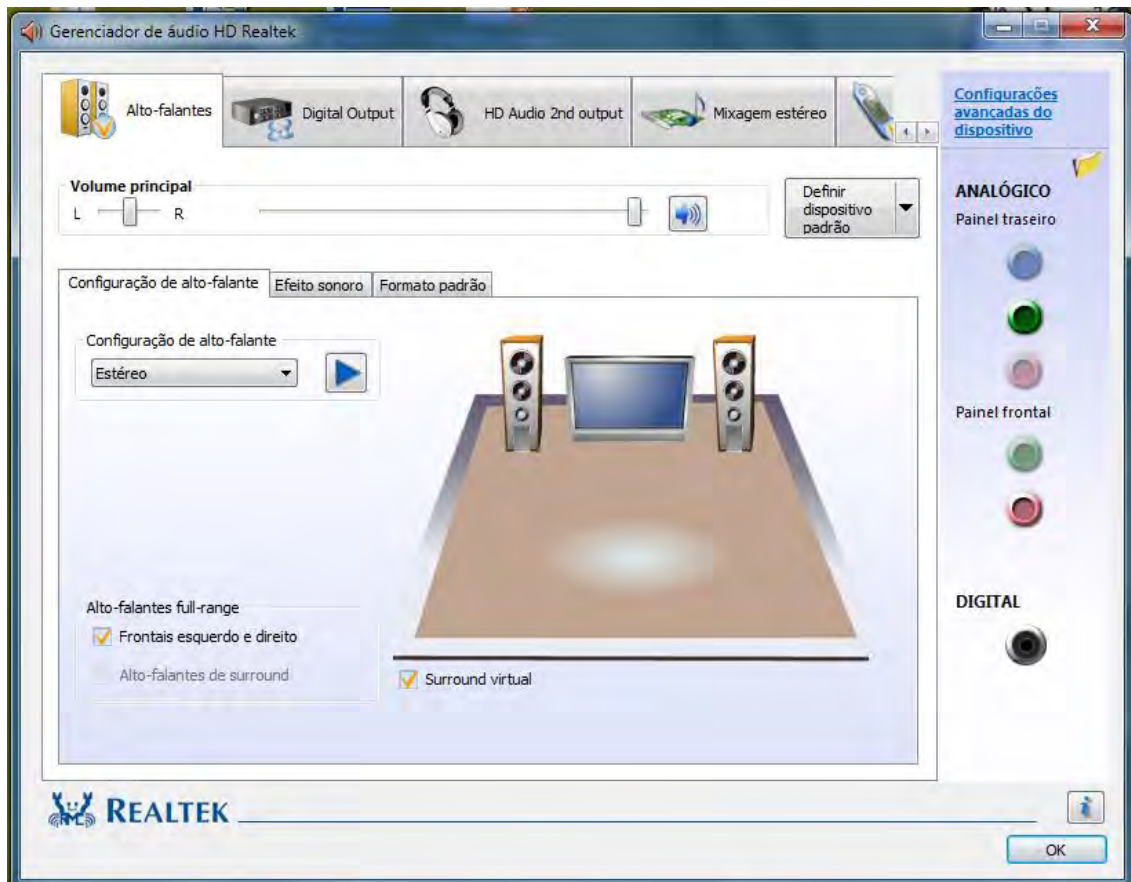 Gerenciador de áudio HD Realtek
Alto-falantes
Digital Output
HD Audio 2nd output
Mixagem estéreo
Configurações
avançadas do
dispositivo
Volume principal
L
R
Definir
dispositivo
padrão
ANALÓGICO
Painel traseiro
Configuração de alto-falante
Efeito sonoro
Formato padrão
Configuração de alto-falante
Estéreo
Painel frontal
Alto-falantes full-range
Frontais esquerdo e direito
Alto-falantes de surround
Surround virtual
DIGITAL
REALTEK
OK